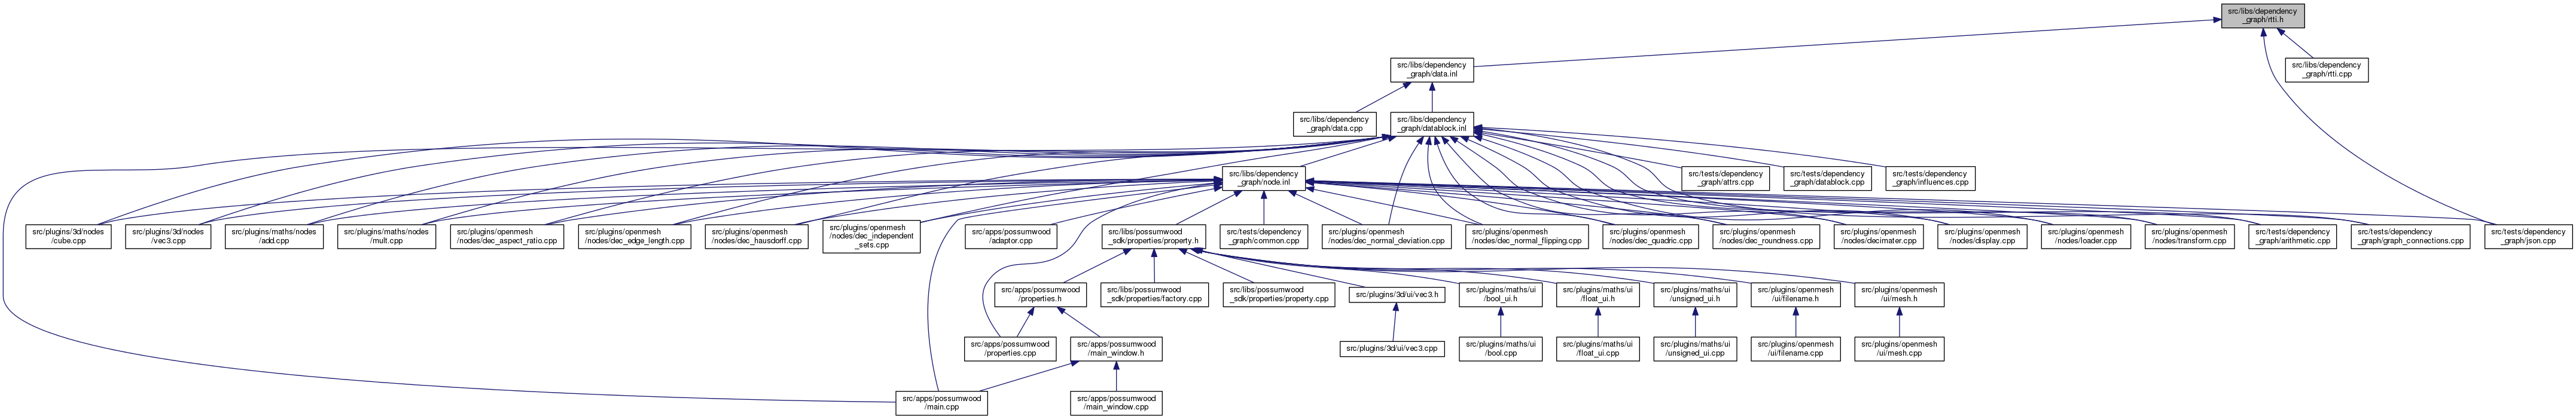 src/libs/dependency
_graph/rtti.h
src/libs/dependency
_graph/data.inl
src/libs/dependency
_graph/rtti.cpp
src/libs/dependency
_graph/data.cpp
src/libs/dependency
_graph/datablock.inl
src/libs/dependency
_graph/node.inl
src/tests/dependency
_graph/attrs.cpp
src/tests/dependency
_graph/datablock.cpp
src/tests/dependency
_graph/influences.cpp
src/plugins/3d/nodes
/cube.cpp
src/plugins/3d/nodes
/vec3.cpp
src/plugins/maths/nodes
/add.cpp
src/plugins/maths/nodes
/mult.cpp
src/plugins/openmesh
/nodes/dec_aspect_ratio.cpp
src/plugins/openmesh
/nodes/dec_edge_length.cpp
src/plugins/openmesh
/nodes/dec_hausdorff.cpp
src/plugins/openmesh
/nodes/dec_independent
_sets.cpp
src/apps/possumwood
/adaptor.cpp
src/libs/possumwood
_sdk/properties/property.h
src/tests/dependency
_graph/common.cpp
src/plugins/openmesh
/nodes/dec_normal_deviation.cpp
src/plugins/openmesh
/nodes/dec_normal_flipping.cpp
src/plugins/openmesh
/nodes/dec_quadric.cpp
src/plugins/openmesh
/nodes/dec_roundness.cpp
src/plugins/openmesh
/nodes/decimater.cpp
src/plugins/openmesh
/nodes/display.cpp
src/plugins/openmesh
/nodes/loader.cpp
src/plugins/openmesh
/nodes/transform.cpp
src/tests/dependency
_graph/arithmetic.cpp
src/tests/dependency
_graph/graph_connections.cpp
src/tests/dependency
_graph/json.cpp
src/apps/possumwood
/properties.h
src/libs/possumwood
_sdk/properties/factory.cpp
src/libs/possumwood
_sdk/properties/property.cpp
src/plugins/3d/ui/vec3.h
src/plugins/maths/ui
/bool_ui.h
src/plugins/maths/ui
/float_ui.h
src/plugins/maths/ui
/unsigned_ui.h
src/plugins/openmesh
/ui/filename.h
src/plugins/openmesh
/ui/mesh.h
src/apps/possumwood
/properties.cpp
src/apps/possumwood
/main_window.h
src/plugins/3d/ui/vec3.cpp
src/plugins/maths/ui
/bool.cpp
src/plugins/maths/ui
/float_ui.cpp
src/plugins/maths/ui
/unsigned_ui.cpp
src/plugins/openmesh
/ui/filename.cpp
src/plugins/openmesh
/ui/mesh.cpp
src/apps/possumwood
/main.cpp
src/apps/possumwood
/main_window.cpp